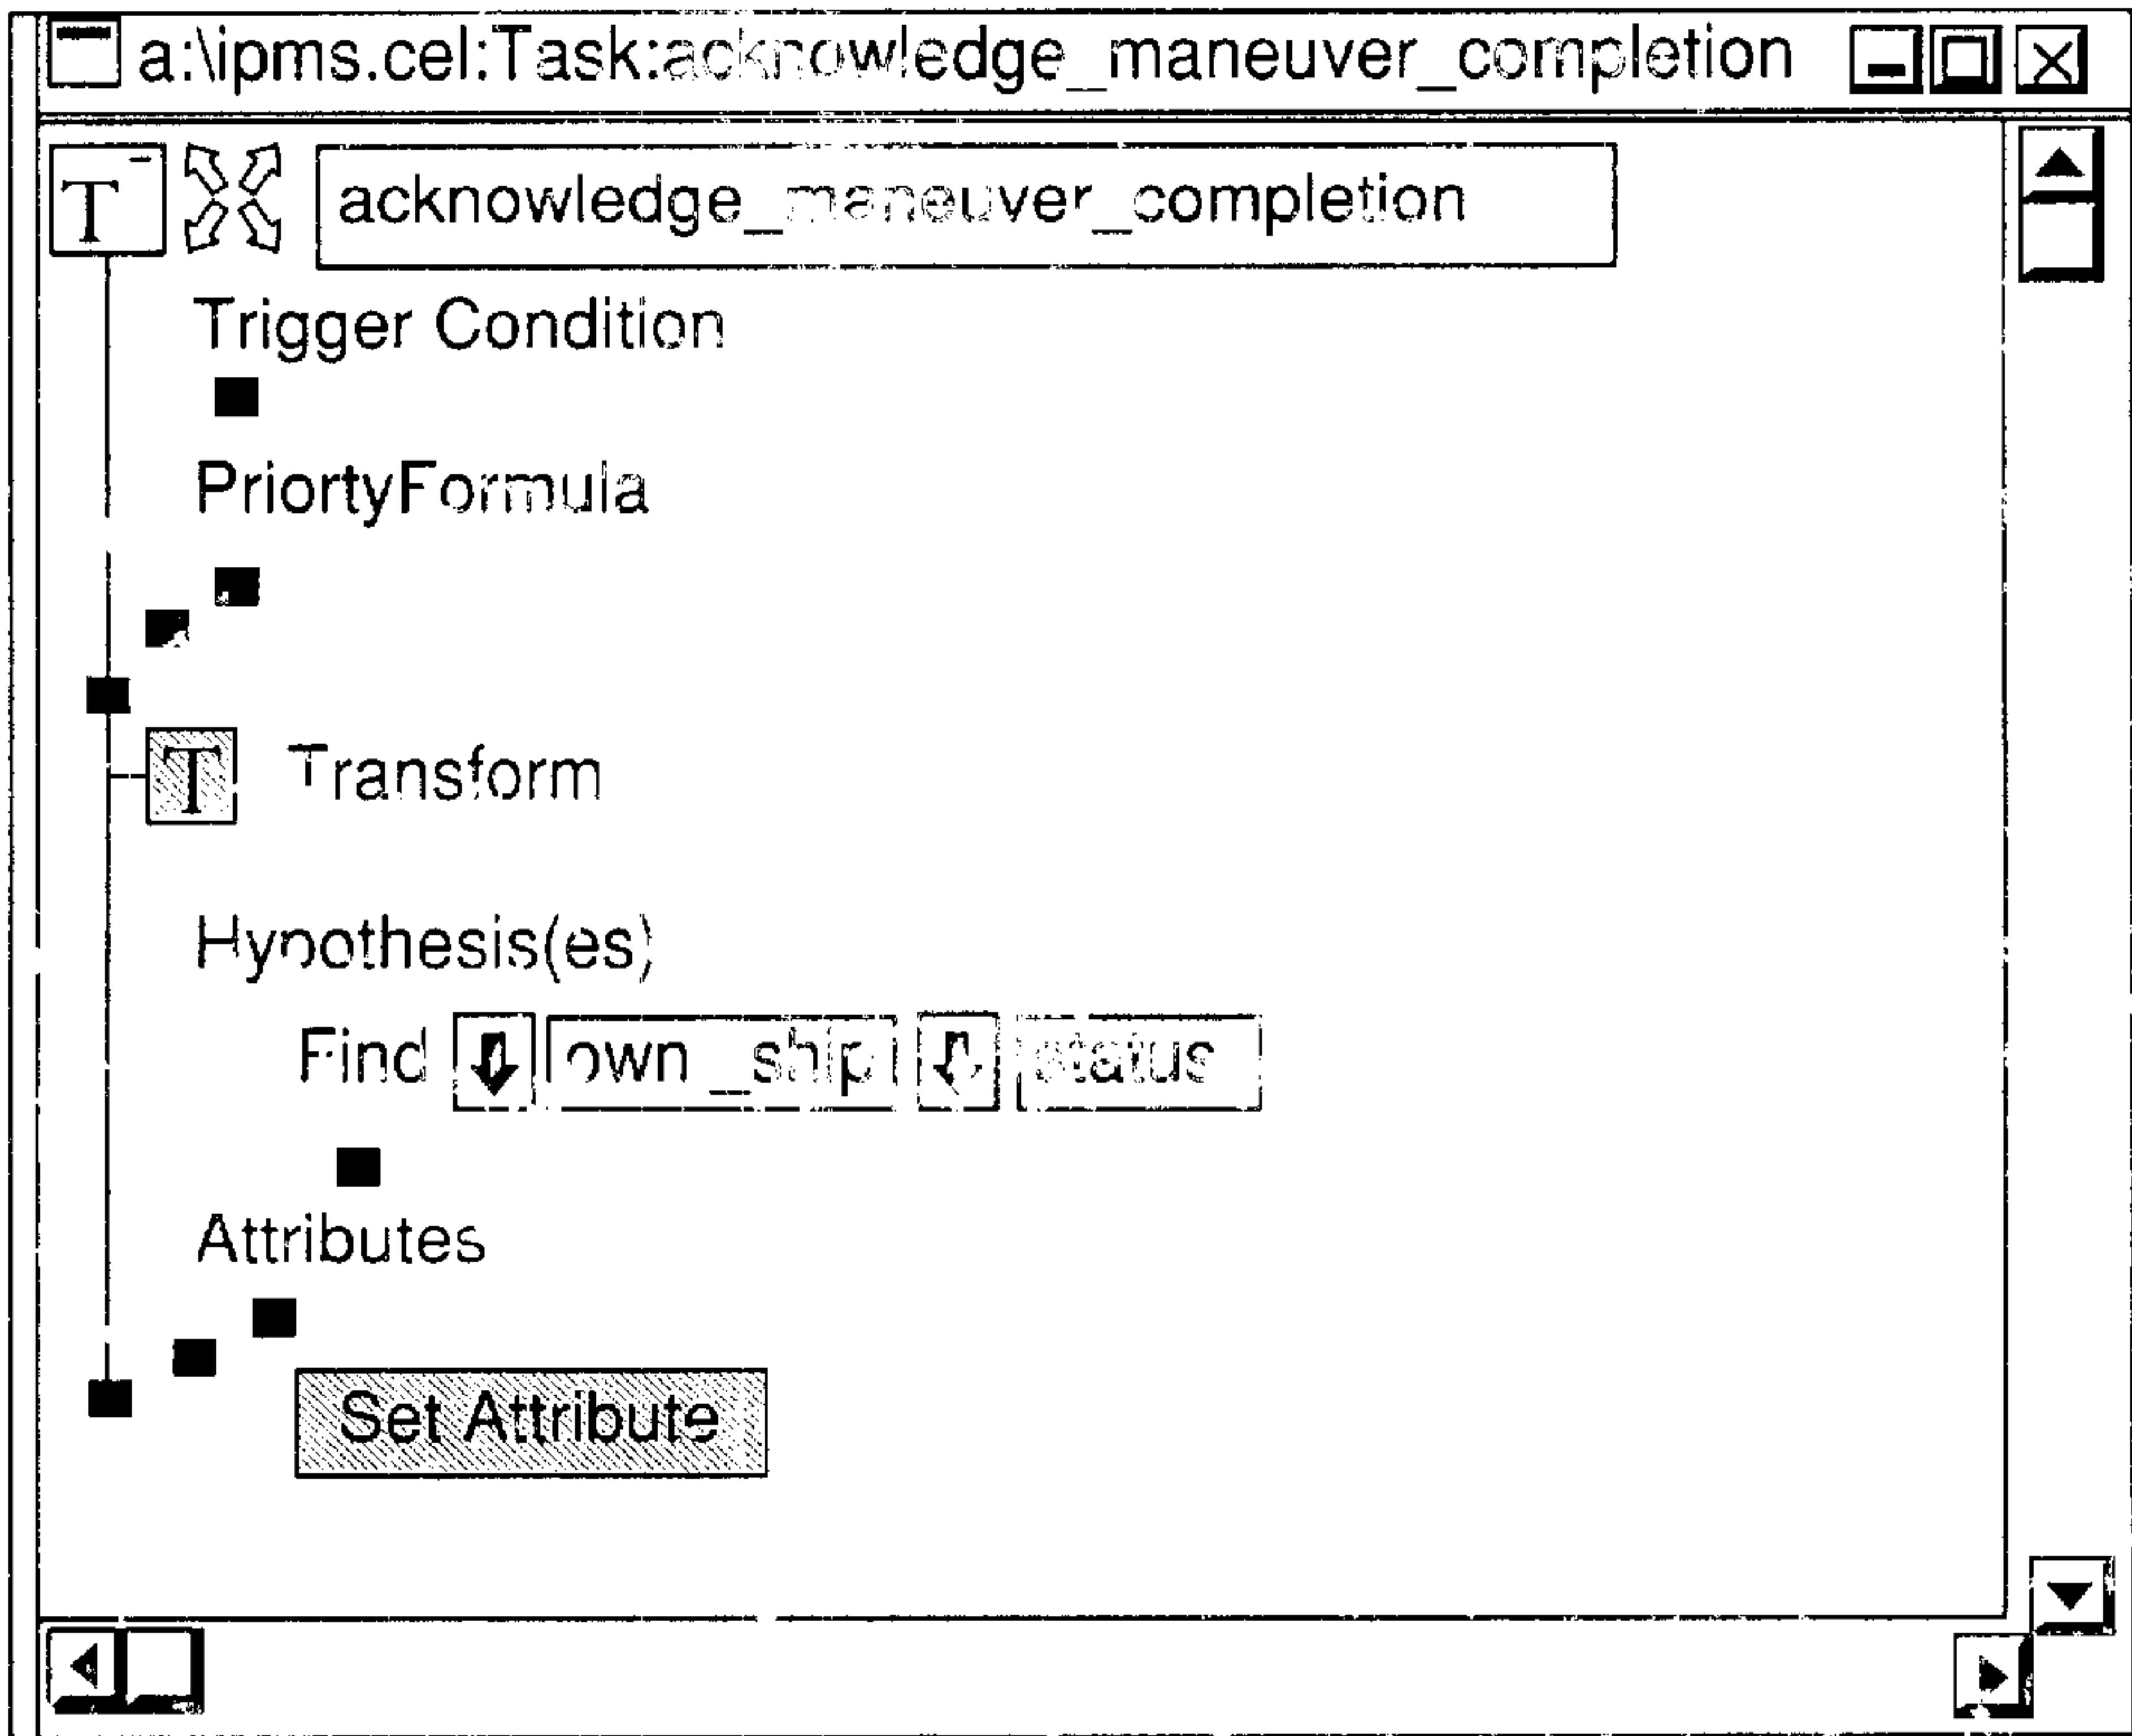 a:\ipms.cel:Task:acknowledge_maneuver_completion
T acknowledge_maneuver_completion
Trigger Condition
PriortyFormula
T Transform
Hypothesis(es)
Find own_ship status
Attributes
Set Attribute